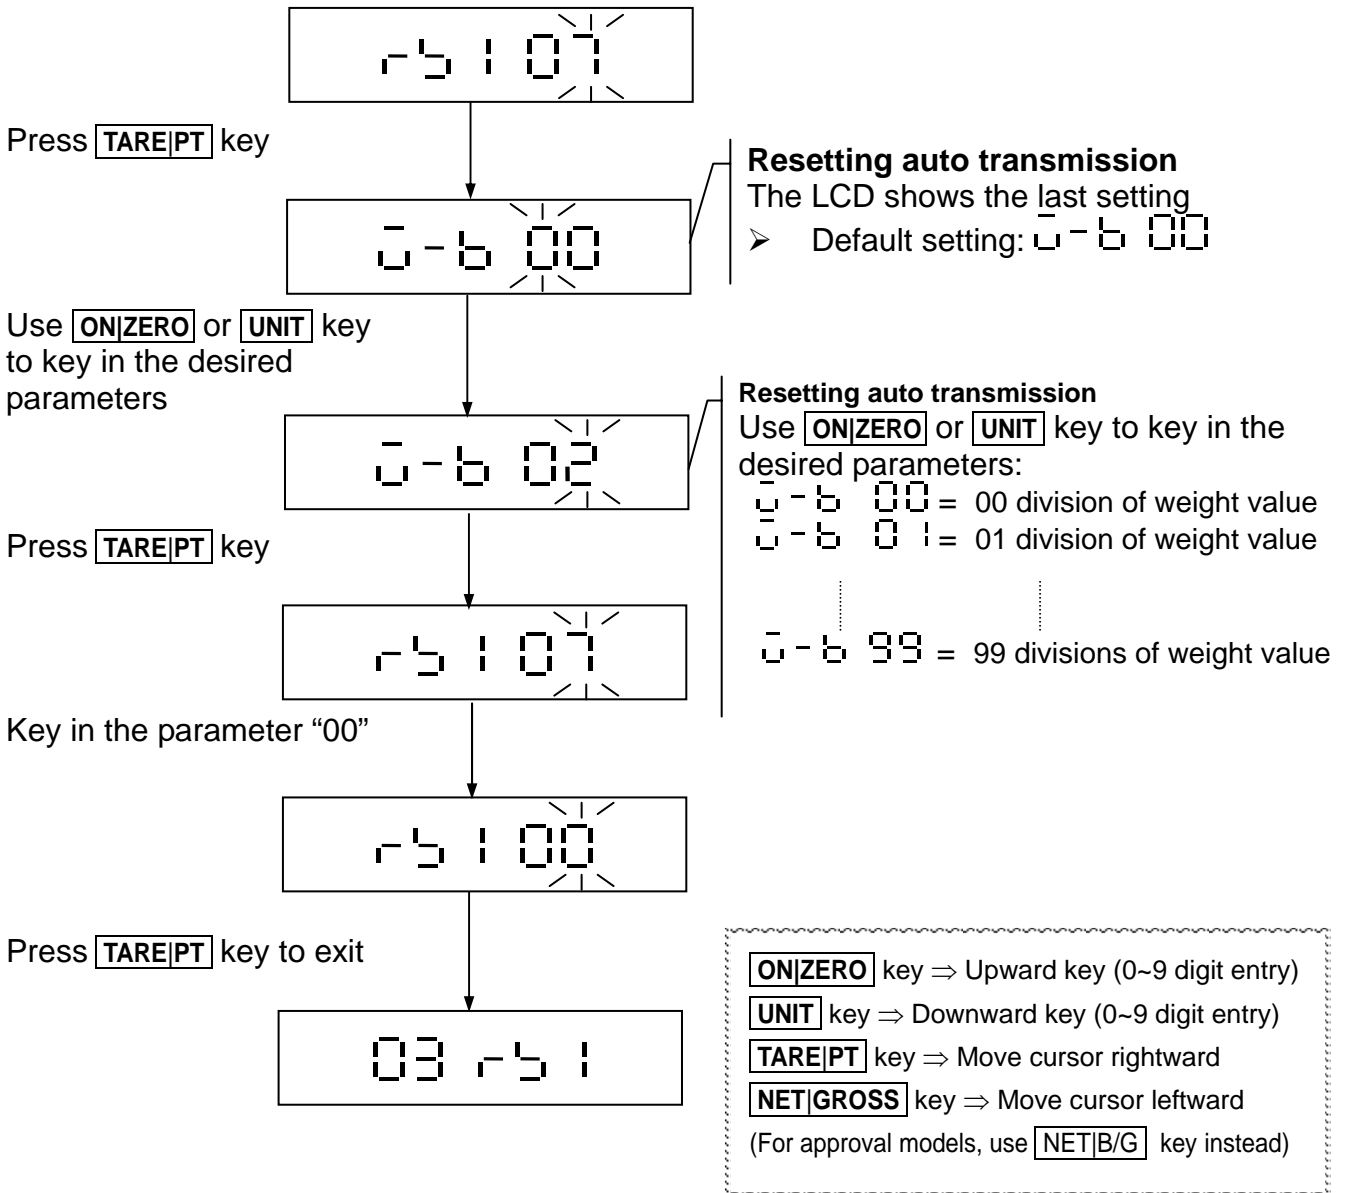 rS1 07
Press TARE|PT key
Resetting auto transmission
The LCD shows the last setting
➢ Default setting: ū-b 00
ū-b 00
Use ON|ZERO or UNIT key
to key in the desired
parameters
Resetting auto transmission
Use ON|ZERO or UNIT key to key in the
desired parameters:
ū-b 00 = 00 division of weight value
ū-b 01 = 01 division of weight value
ū-b 99 = 99 divisions of weight value
ū-b 02
Press TARE|PT key
rS1 07
Key in the parameter “00”
rS1 00
Press TARE|PT key to exit
03 rS1
ON|ZERO key ⇒ Upward key (0~9 digit entry)
UNIT key ⇒ Downward key (0~9 digit entry)
TARE|PT key ⇒ Move cursor rightward
NET|GROSS key ⇒ Move cursor leftward
(For approval models, use NET|B/G key instead)